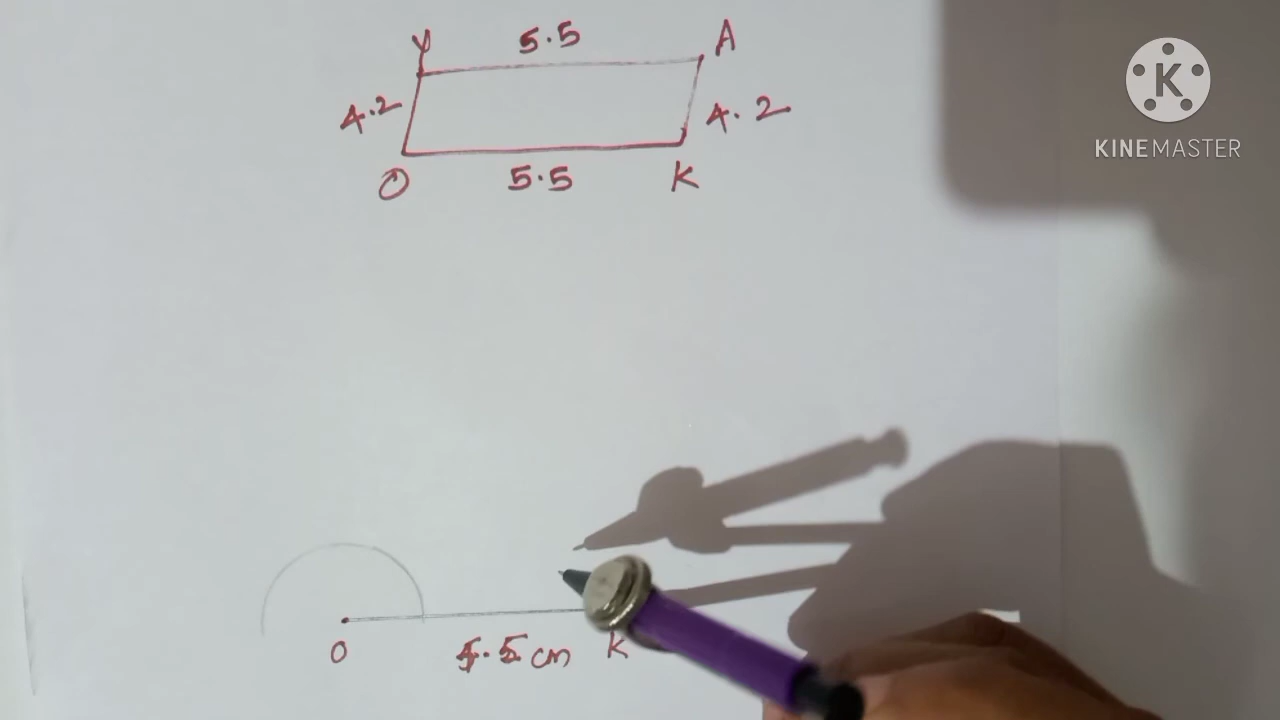 Y 5.5 A
4.2 4.2
O 5.5 K
K
KINEMASTER
O 5.5 cm K